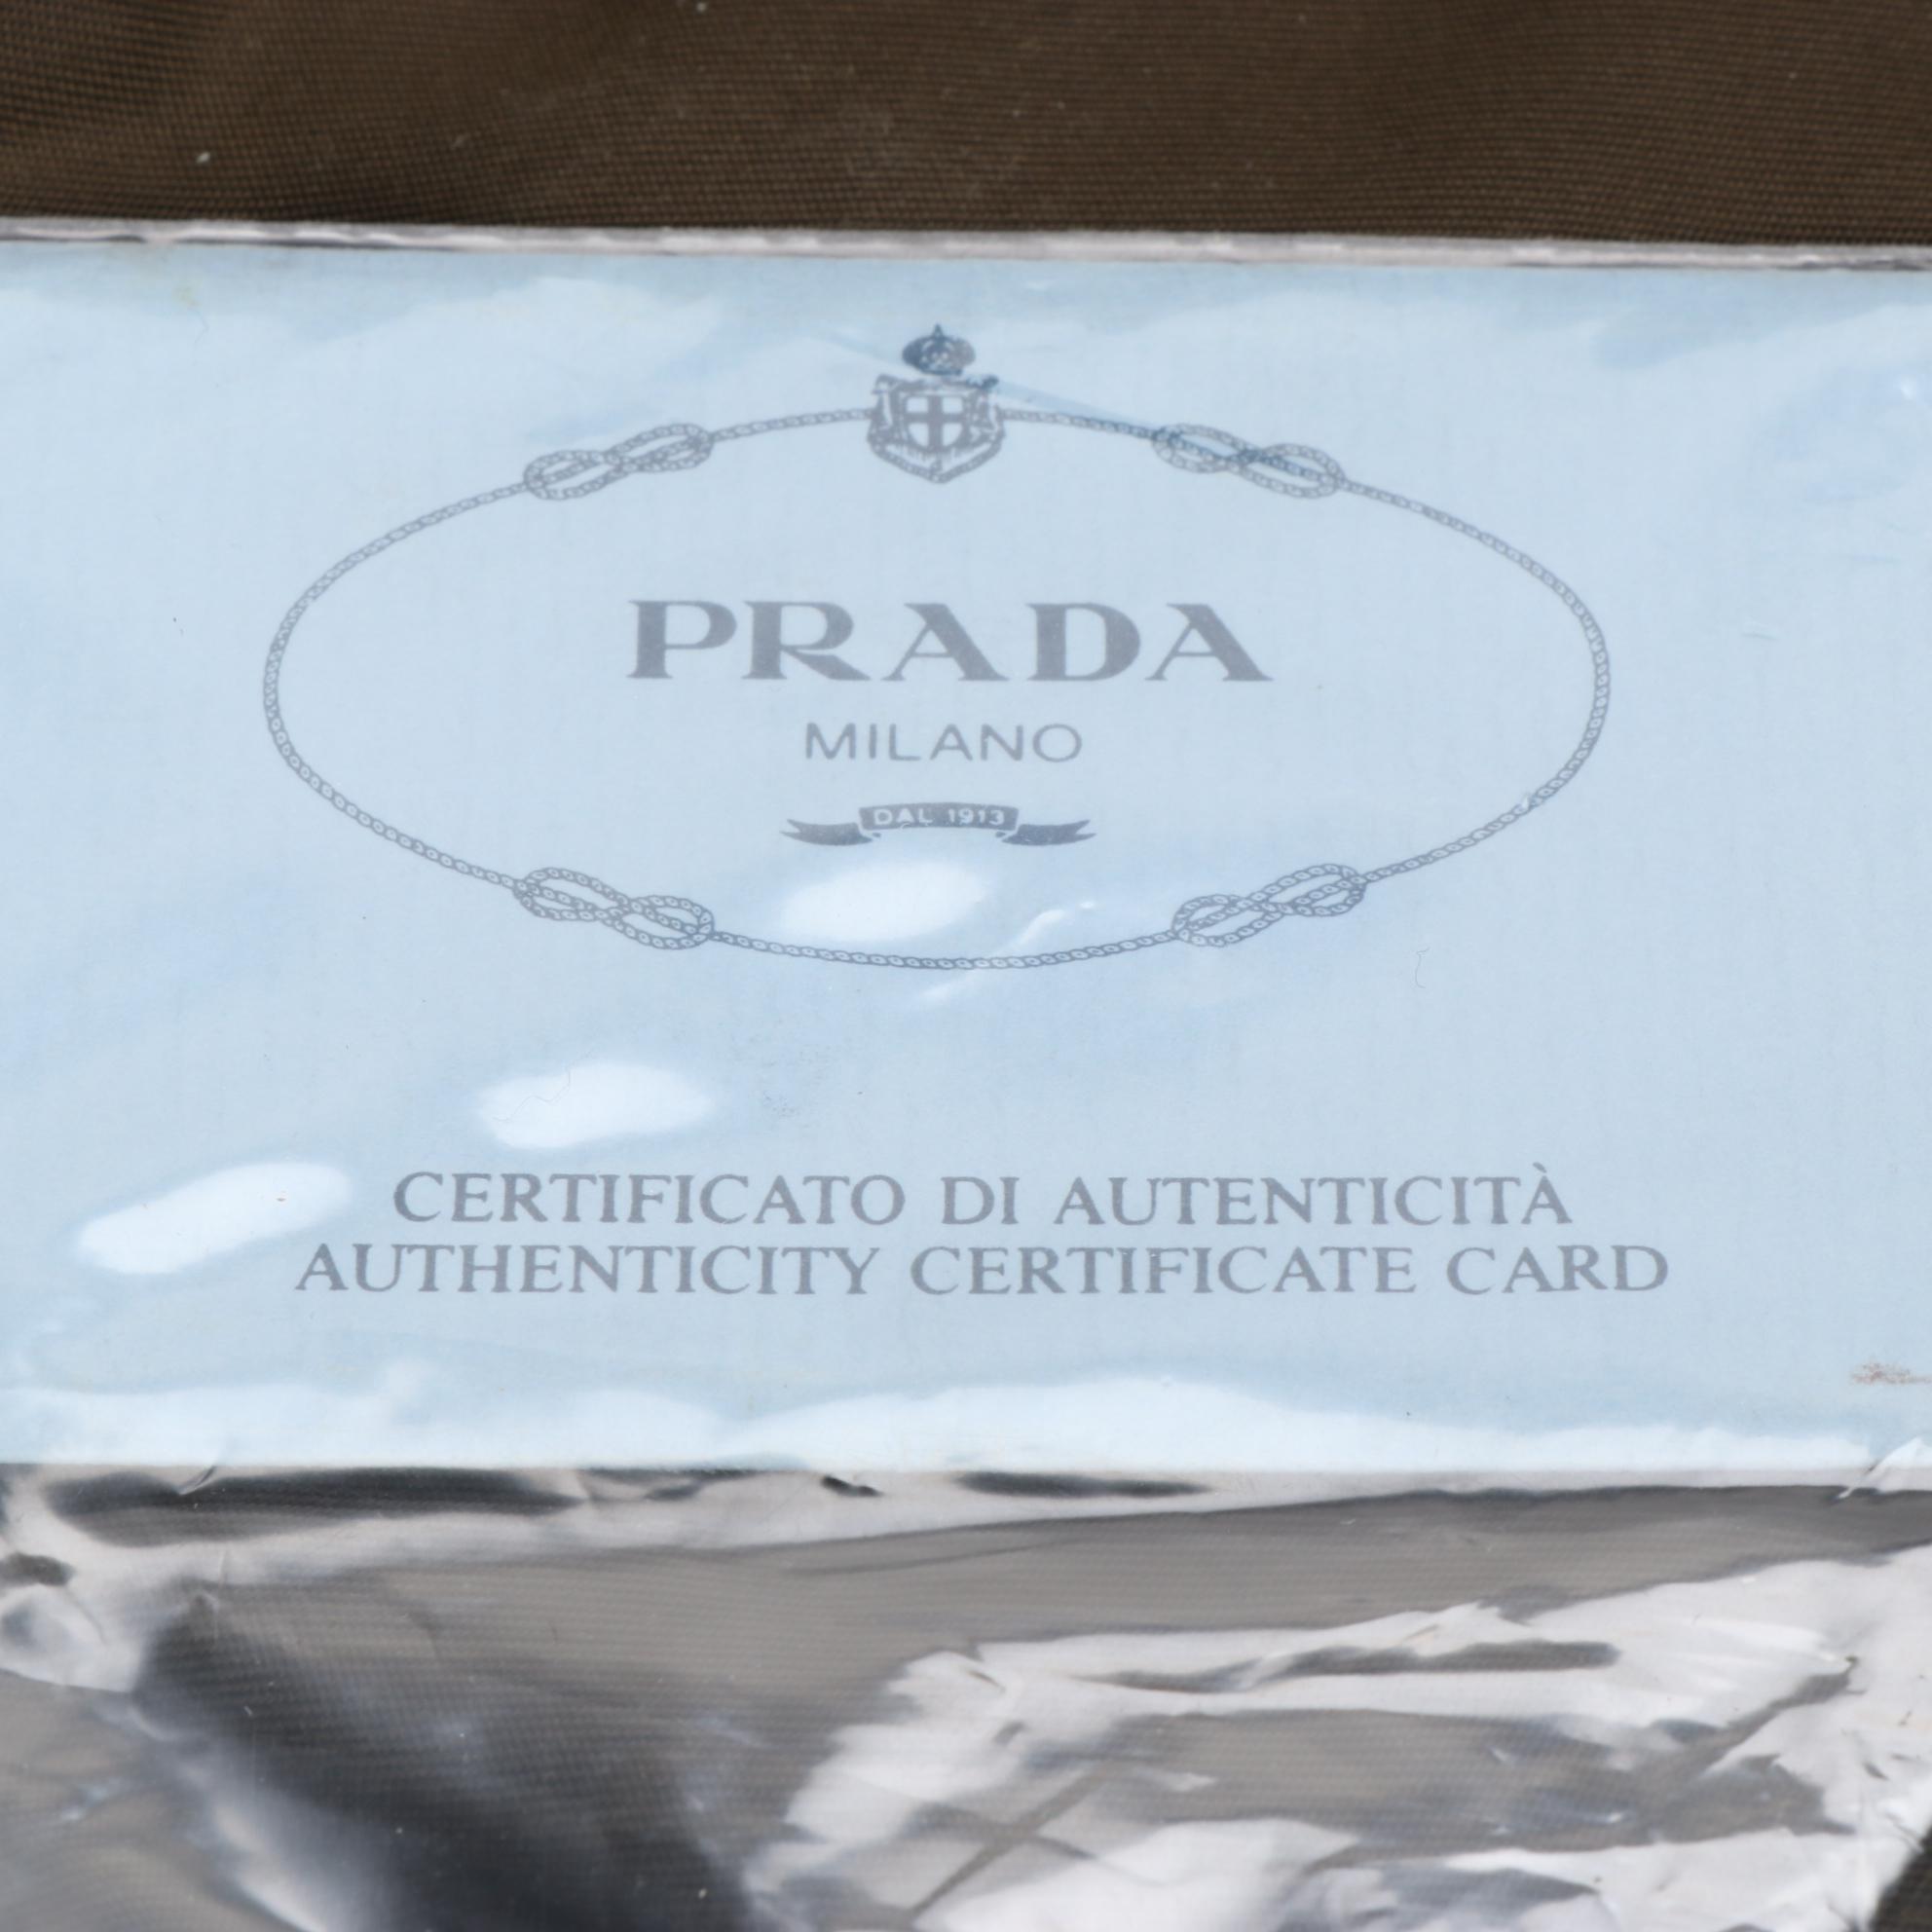 PRADA
MILANO
DAL 1913
CERTIFICATO DI AUTENTICITÀ
AUTHENTICITY CERTIFICATE CARD